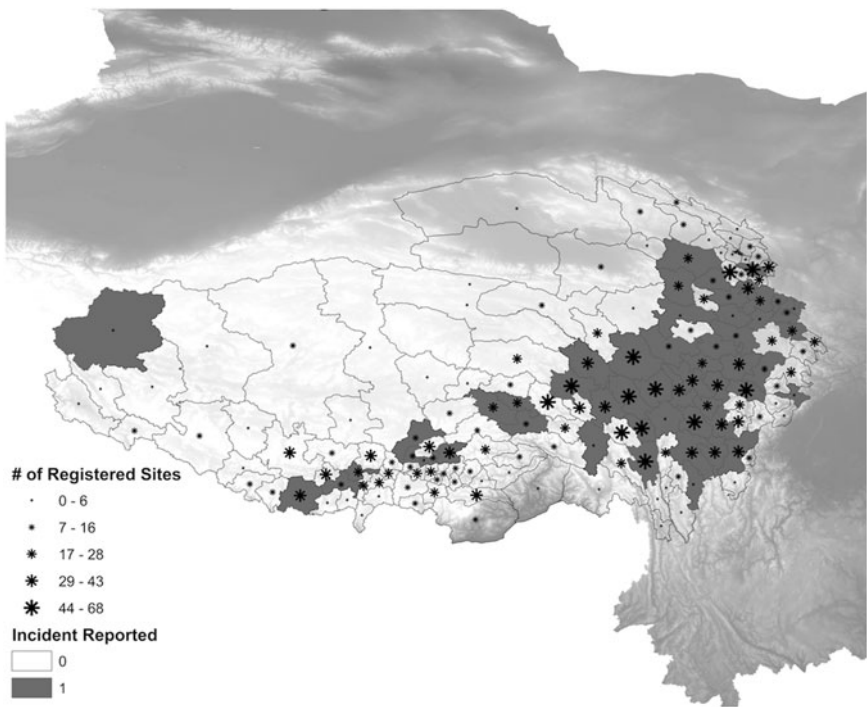 # of Registered Sites
0 - 6
7 - 16
17 - 28
29 - 43
44 - 68
Incident Reported
0
1